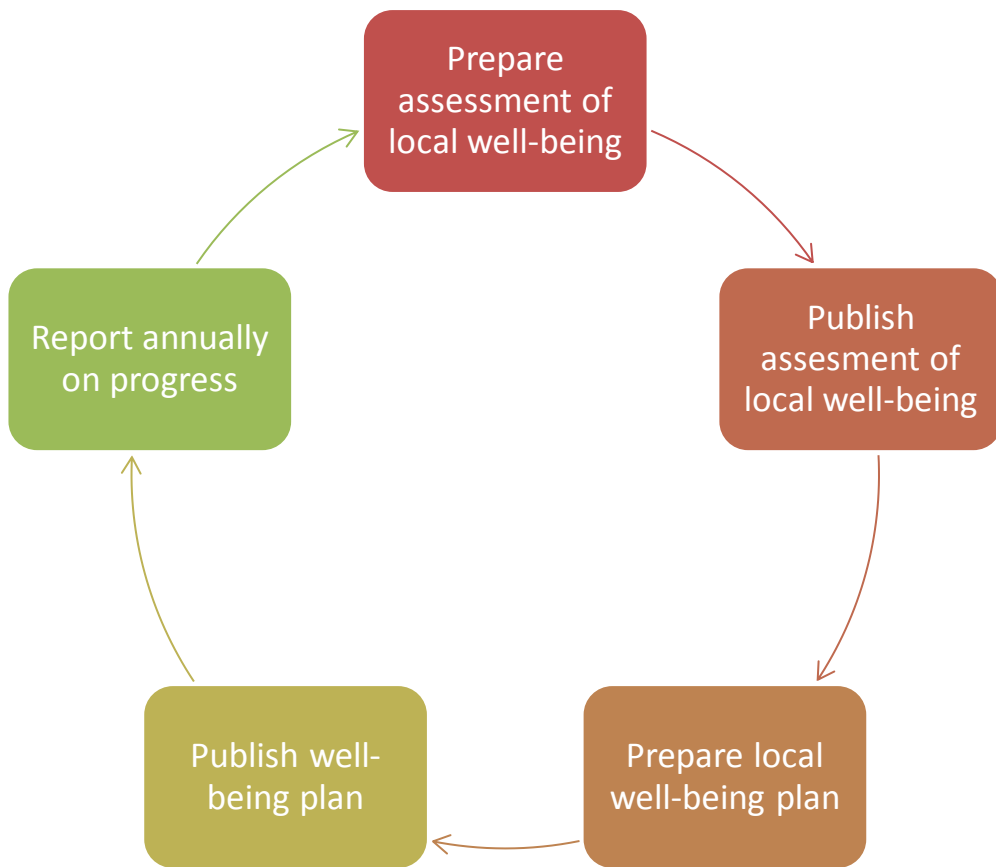 Prepare
assessment of
local well-being
Publish
assesment of
local well-being
Prepare local
well-being plan
Publish well-
being plan
Report annually
on progress